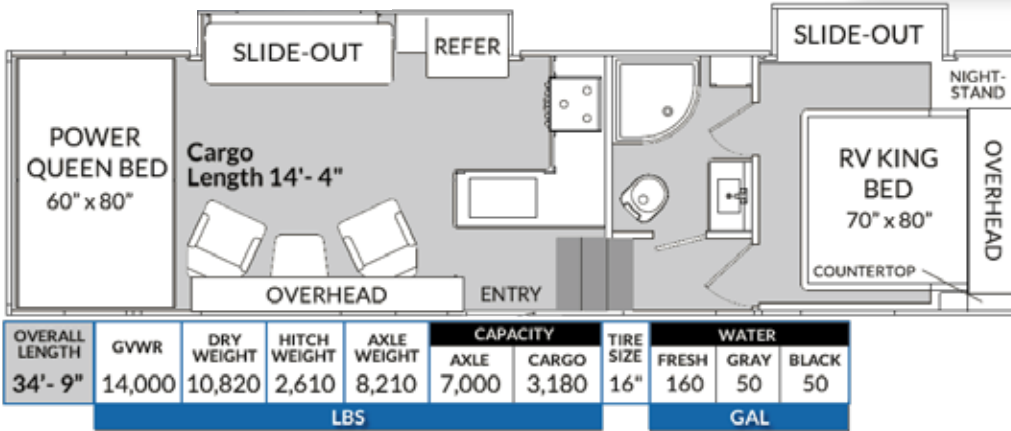 SLIDE-OUT
REFER
SLIDE-OUT
NIGHT-
STAND
POWER
QUEEN BED
60" x 80"
Cargo
Length 14'- 4"
RV KING
BED
70" x 80"
OVERHEAD
COUNTERTOP
OVERHEAD
ENTRY
OVERALL
LENGTH
34'- 9"
GVWR
14,000
DRY
WEIGHT
10,820
HITCH
WEIGHT
2,610
AXLE
WEIGHT
8,210
CAPACITY
AXLE
7,000
CARGO
3,180
TIRE
SIZE
16"
WATER
FRESH
160
GRAY
50
BLACK
50
LBS
GAL